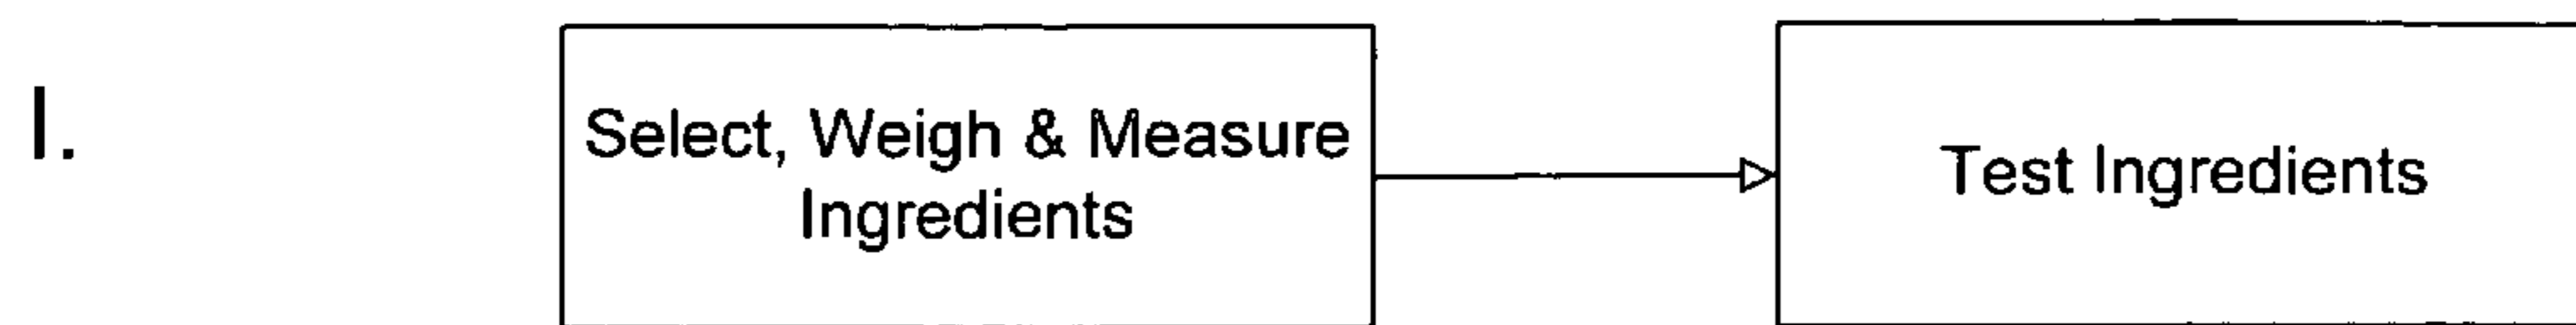 I.
Select, Weigh & Measure
Ingredients
Test Ingredients